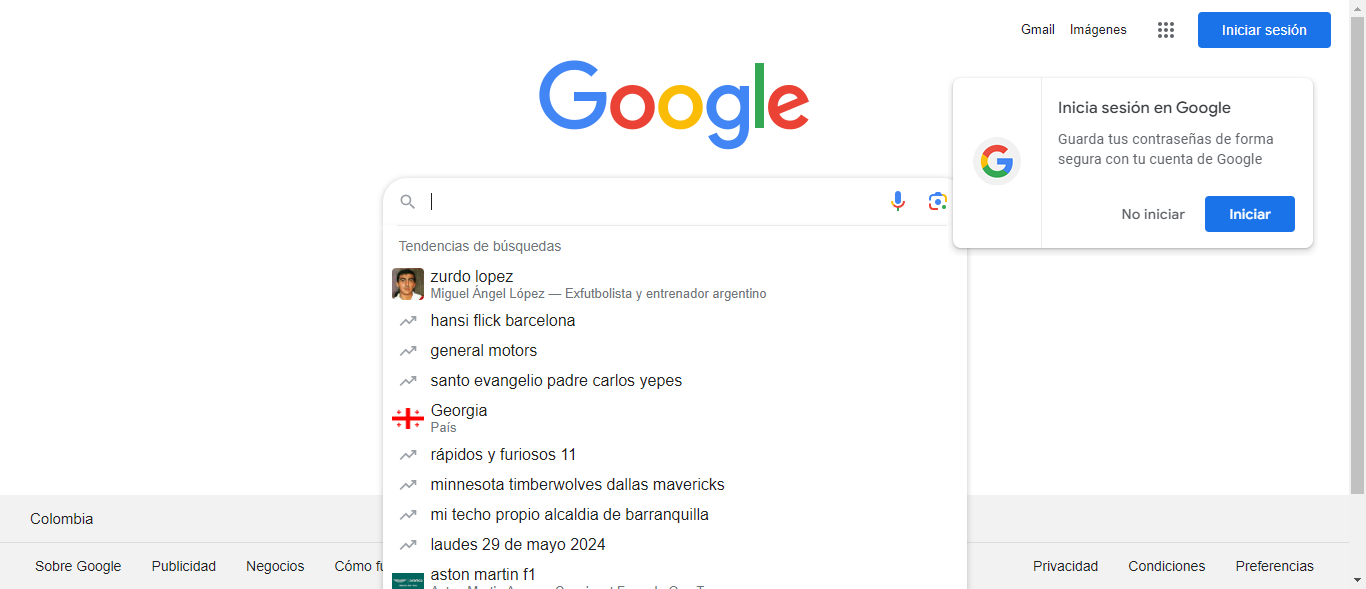 Gmail Imágenes Iniciar sesión
Google
Inicia sesión en Google
Guarda tus contraseñas de forma
segura con tu cuenta de Google
No iniciar Iniciar
Tendencias de búsquedas
zurdo lopez
Miguel Ángel López — Exfutbolista y entrenador argentino
hansi flick barcelona
general motors
santo evangelio padre carlos yepes
Georgia
País
rápidos y furiosos 11
minnesota timberwolves dallas mavericks
mi techo propio alcaldia de barranquilla
laudes 29 de mayo 2024
aston martin f1
Colombia
Sobre Google Publicidad Negocios Cómo Privacidad Condiciones Preferencias